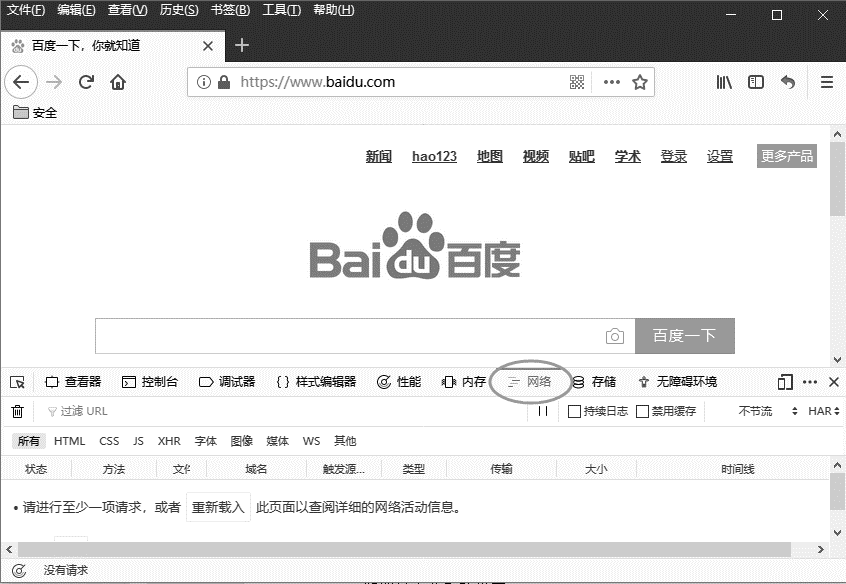 文件(F) 编辑(E) 查看(V) 历史(S) 书签(B) 工具(T) 帮助(H)
百度一下，你就知道
https://www.baidu.com
安全
新闻 hao123 地图 视频 贴吧 学术 登录 设置 更多产品
Bai du 百度
百度一下
查看器 控制台 调试器 {} 样式编辑器 性能 内存 网络 存储 无障碍环境
过滤 URL 持续日志 禁用缓存 不节流 HAR
所有 HTML CSS JS XHR 字体 图像 媒体 WS 其他
状态 方法 文件 域名 触发源... 类型 传输 大小 时间线
• 请进行至少一项请求，或者 重新载入 此页面以查阅详细的网络活动信息。
没有请求